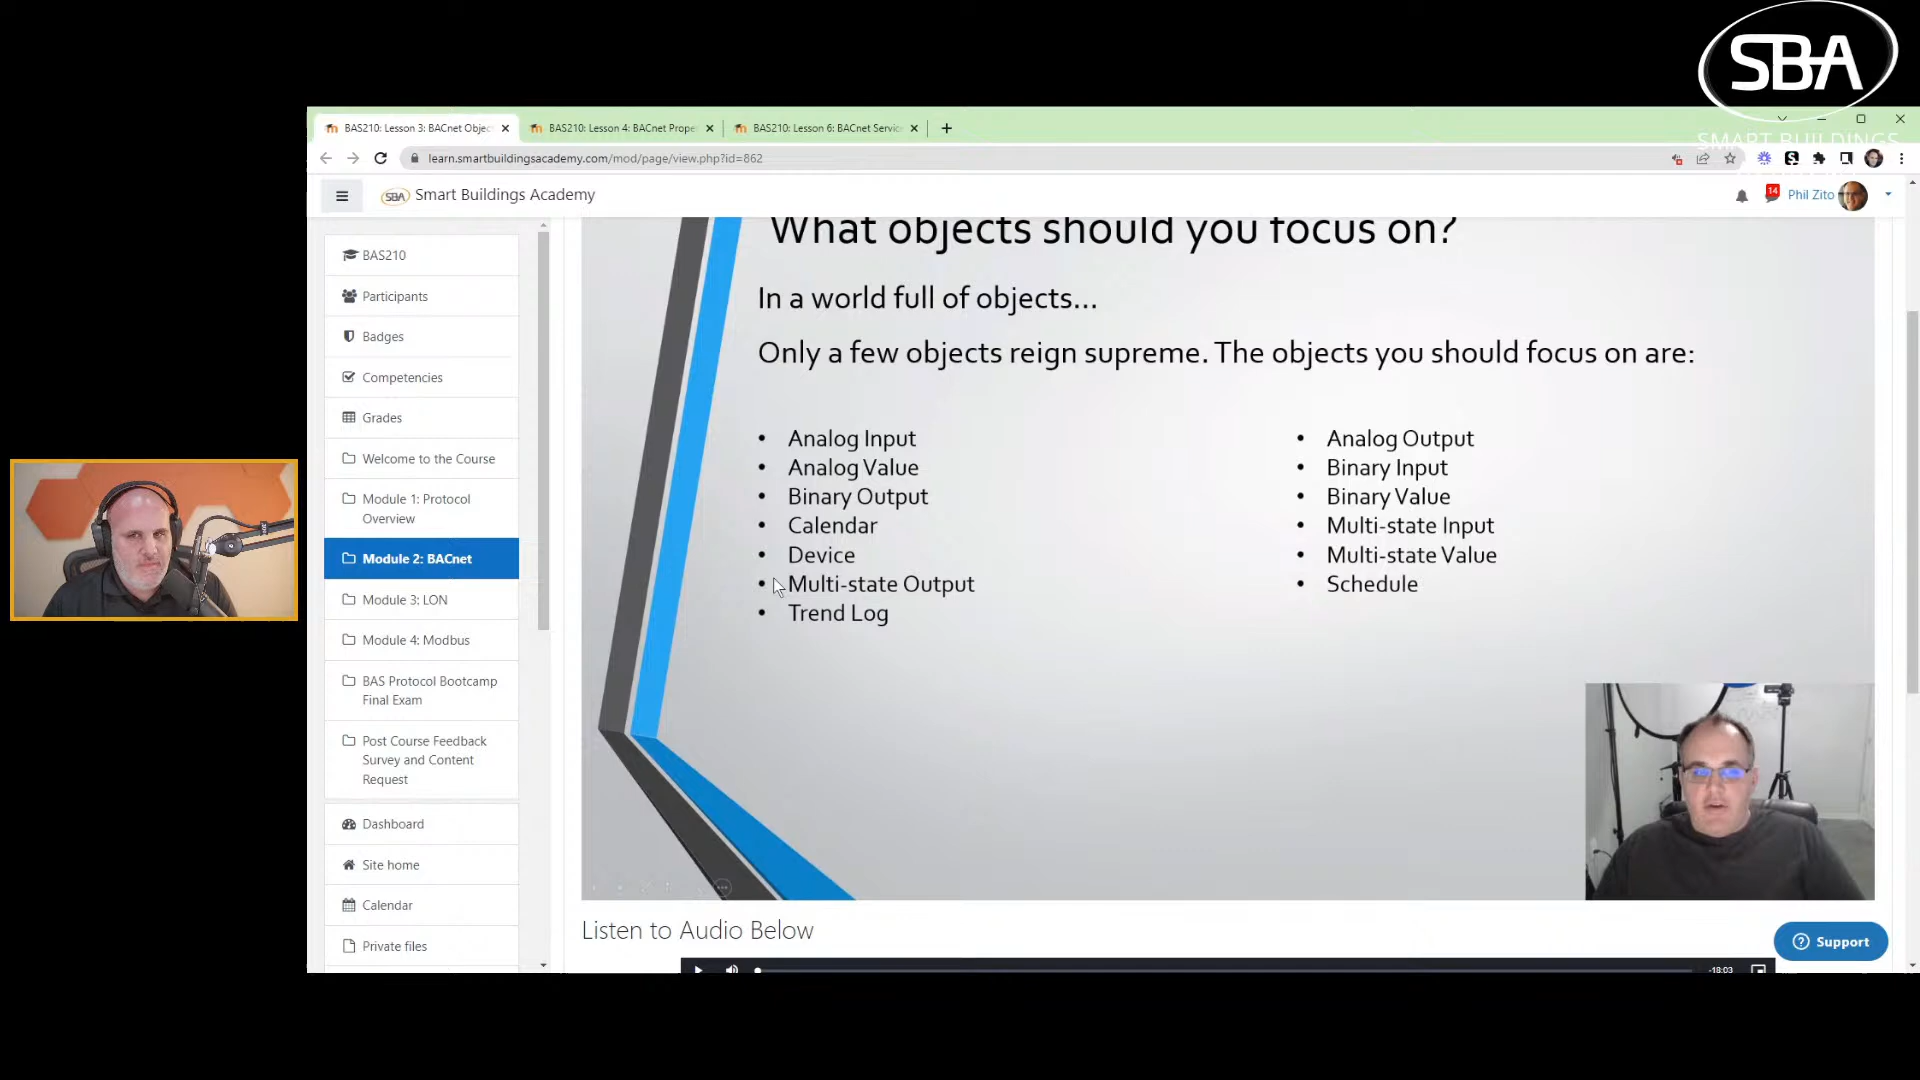 SBA
SMART BUILDINGS
BAS210: Lesson 3: BACnet Objec
BAS210: Lesson 4: BACnet Prope
BAS210: Lesson 6: BACnet Servic
learn.smartbuildingsacademy.com/mod/page/view.php?id=862
SBA Smart Buildings Academy
14
Phil Zito
BAS210
Participants
Badges
Competencies
Grades
Welcome to the Course
Module 1: Protocol
Overview
Module 2: BACnet
Module 3: LON
Module 4: Modbus
BAS Protocol Bootcamp
Final Exam
Post Course Feedback
Survey and Content
Request
Dashboard
Site home
Calendar
Private files
What objects should you focus on?
In a world full of objects...
Only a few objects reign supreme. The objects you should focus on are:
• Analog Input
• Analog Value
• Binary Output
• Calendar
• Device
• Multi-state Output
• Trend Log
• Analog Output
• Binary Input
• Binary Value
• Multi-state Input
• Multi-state Value
• Schedule
Listen to Audio Below
-18:03
Support